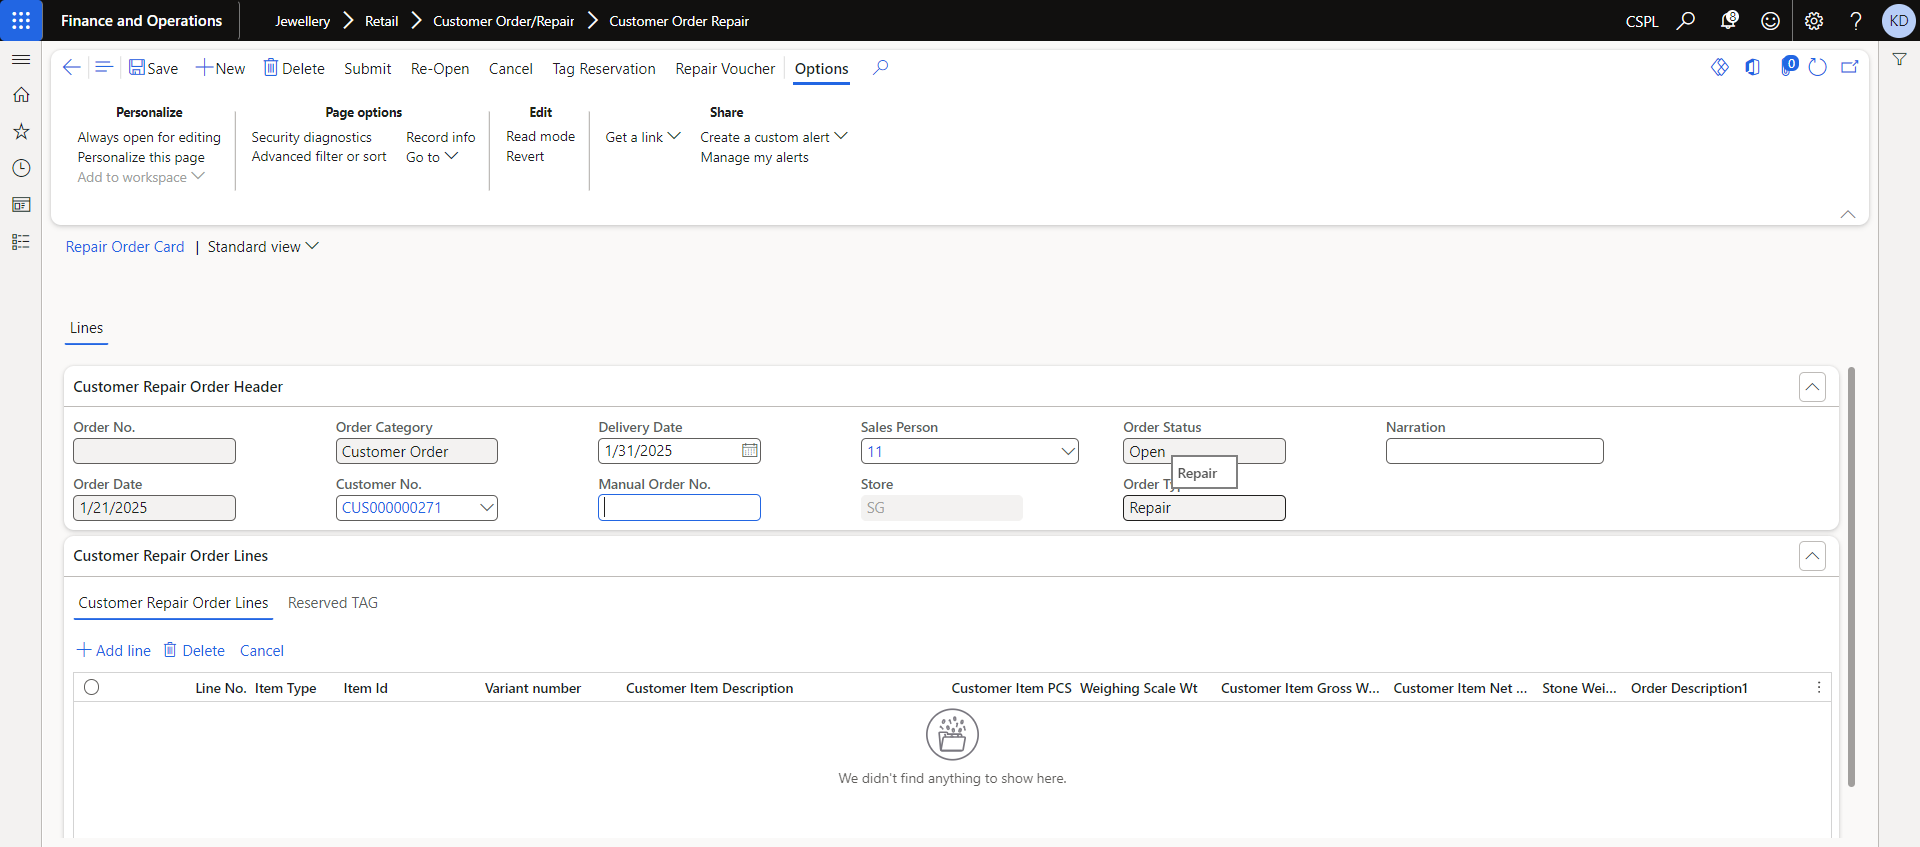 Finance and Operations
Jewellery > Retail > Customer Order/Repair > Customer Order Repair
CSPL
8
?
KD
Save
New
Delete
Submit
Re-Open
Cancel
Tag Reservation
Repair Voucher
Options
0
Personalize
Always open for editing
Personalize this page
Add to workspace
Page options
Security diagnostics
Advanced filter or sort
Record info
Go to
Edit
Read mode
Revert
Get a link
Share
Create a custom alert
Manage my alerts
Repair Order Card | Standard view
Lines
Customer Repair Order Header
Order No.
Order Category
Customer Order
Delivery Date
1/31/2025
Sales Person
11
Order Status
Open
Narration
Order Date
1/21/2025
Customer No.
CUS000000271
Manual Order No.
Store
SG
Order
Repair
Repair
Customer Repair Order Lines
Customer Repair Order Lines
Reserved TAG
Add line
Delete
Cancel
Line No.
Item Type
Item Id
Variant number
Customer Item Description
Customer Item PCS
Weighing Scale Wt
Customer Item Gross W...
Customer Item Net ...
Stone Wei...
Order Description1
We didn't find anything to show here.